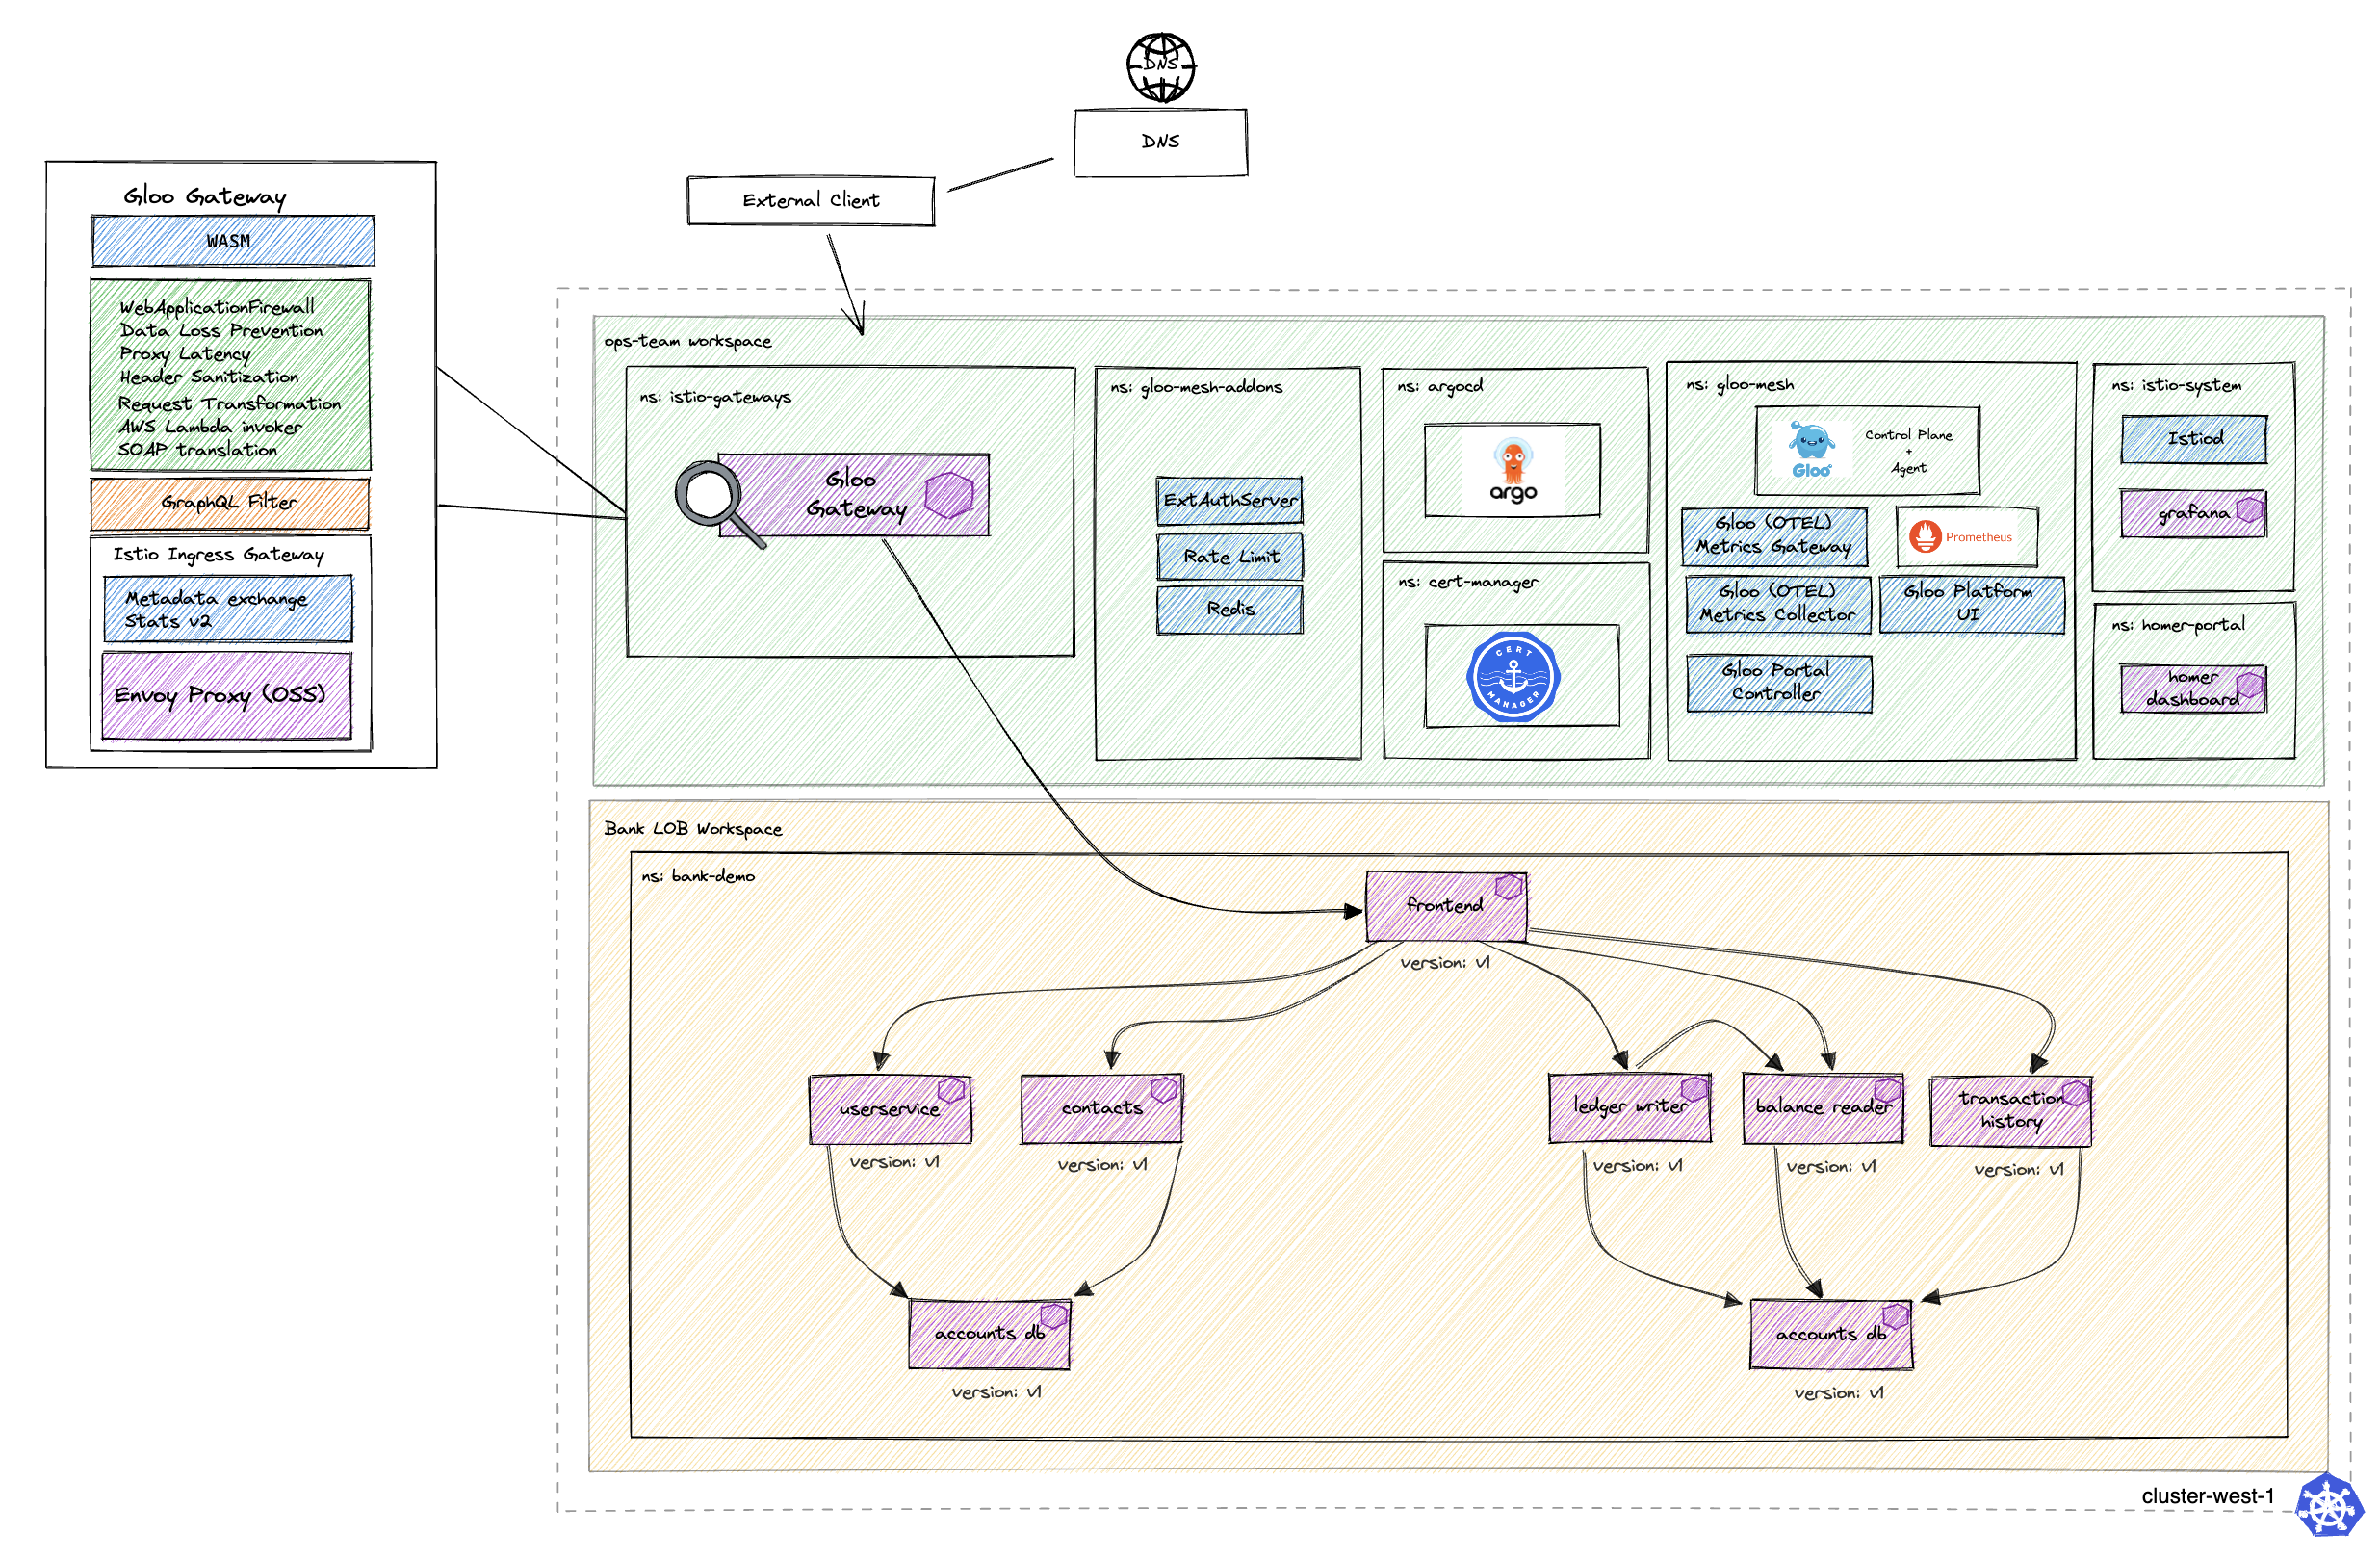 DNS
DNS
External Client
Gloo Gateway
WASM
WebApplicationFirewall
Data Loss Prevention
Proxy Latency
Header Sanitization
Request Transformation
AWS Lambda invoker
SOAP translation
GraphQL Filter
Istio Ingress Gateway
Metadata exchange
Stats v2
Envoy Proxy (OSS)
ops-team workspace
ns: istio-gateways
Gloo
Gateway
ns: gloo-mesh-addons
ExtAuthServer
Rate Limit
Redis
ns: argocd
argo
ns: cert-manager
CERT
MANAGER
ns: gloo-mesh
Gloo
Control Plane
+
Agent
Gloo (OTEL)
Metrics Gateway
Prometheus
Gloo (OTEL)
Metrics Collector
Gloo Platform
UI
Gloo Portal
Controller
ns: istio-system
Istiod
grafana
ns: homer-portal
homer
dashboard
Bank LOB Workspace
ns: bank-demo
frontend
version: v1
userservice
version: v1
contacts
version: v1
ledger writer
version: v1
balance reader
version: v1
transaction
history
version: v1
accounts db
version: v1
accounts db
version: v1
cluster-west-1